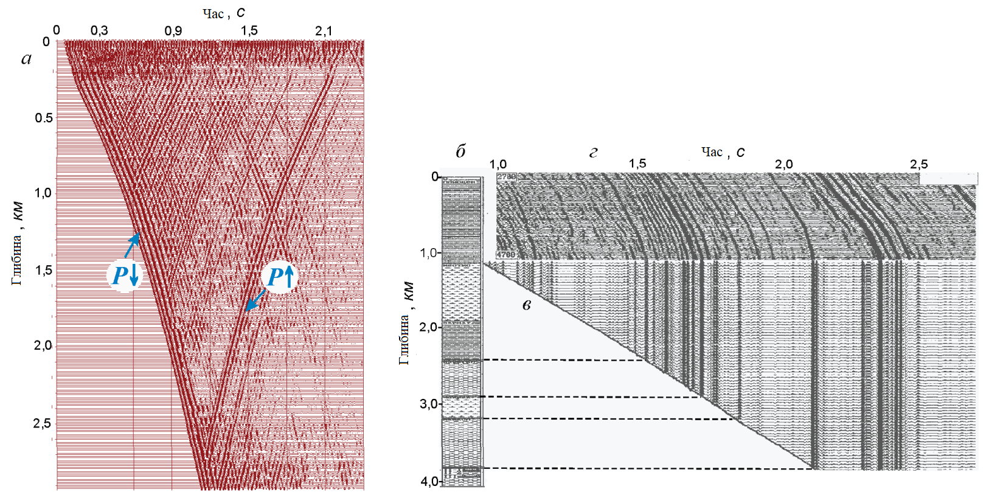 Час , с
0 0,3 0,9 1,5 2,1
0
а
0.5
1.0
Глибина , км
P↓
P↑
1,5
2,0
2,5
б
г
Час , с
1,0 1,5 2,0 2,5
0
2700
1,0
4700
в
2,0
Глибина , км
3,0
4,0